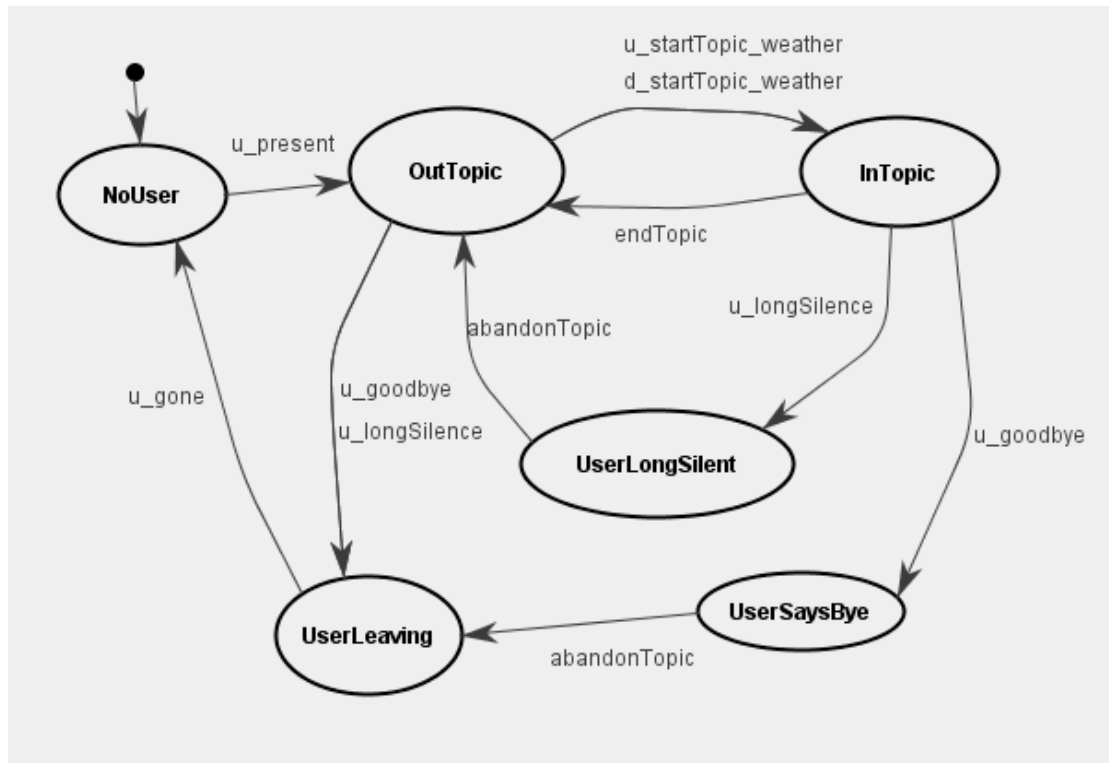 u_startTopic_weather
d_startTopic_weather
u_present
OutTopic
InTopic
NoUser
endTopic
u_longSilence
abandonTopic
u_gone
u_goodbye
u_longSilence
u_goodbye
UserLongSilent
UserSaysBye
UserLeaving
abandonTopic